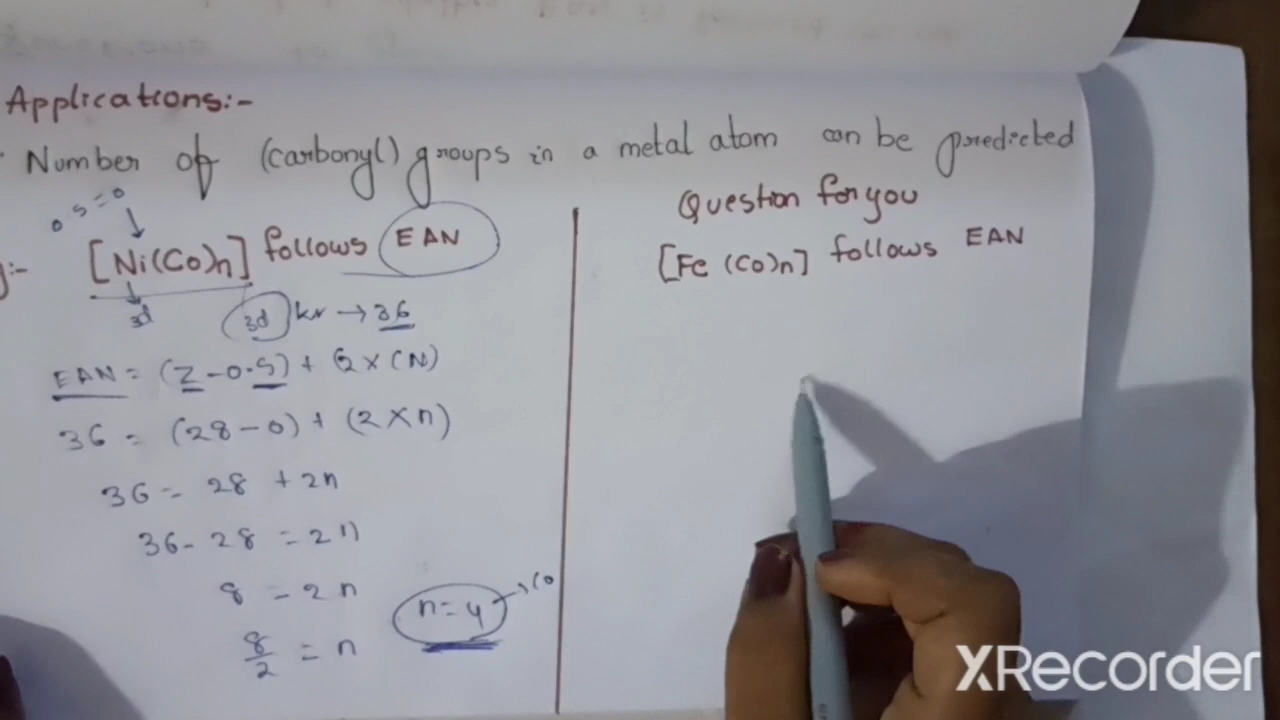 Applications:-
Number of (carbonyl) groups in a metal atom can be predicted
O S = 0
[Ni(Co)n] follows EAN
3d
3d kr → 36
EAN = (Z - O.S) + 2 × (N)
36 = (28 - 0) + (2 × n)
36 = 28 + 2n
36 - 28 = 2n
8 = 2n
8/2 = n
n = 4 → Co
Question for you
[Fe (Co)n] follows EAN
XRecorder